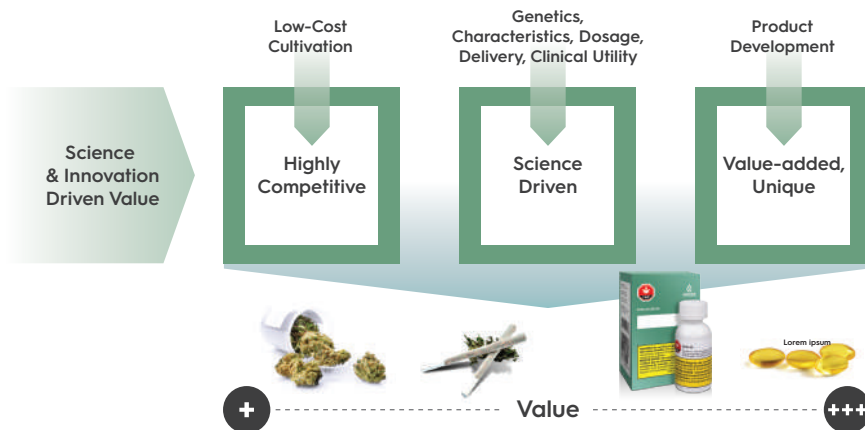 Low-Cost
Cultivation
Genetics,
Characteristics, Dosage,
Delivery, Clinical Utility
Product
Development
Science
& Innovation
Driven Value
Highly
Competitive
Science
Driven
Value-added,
Unique
Lorem ipsum
+
Value
+++